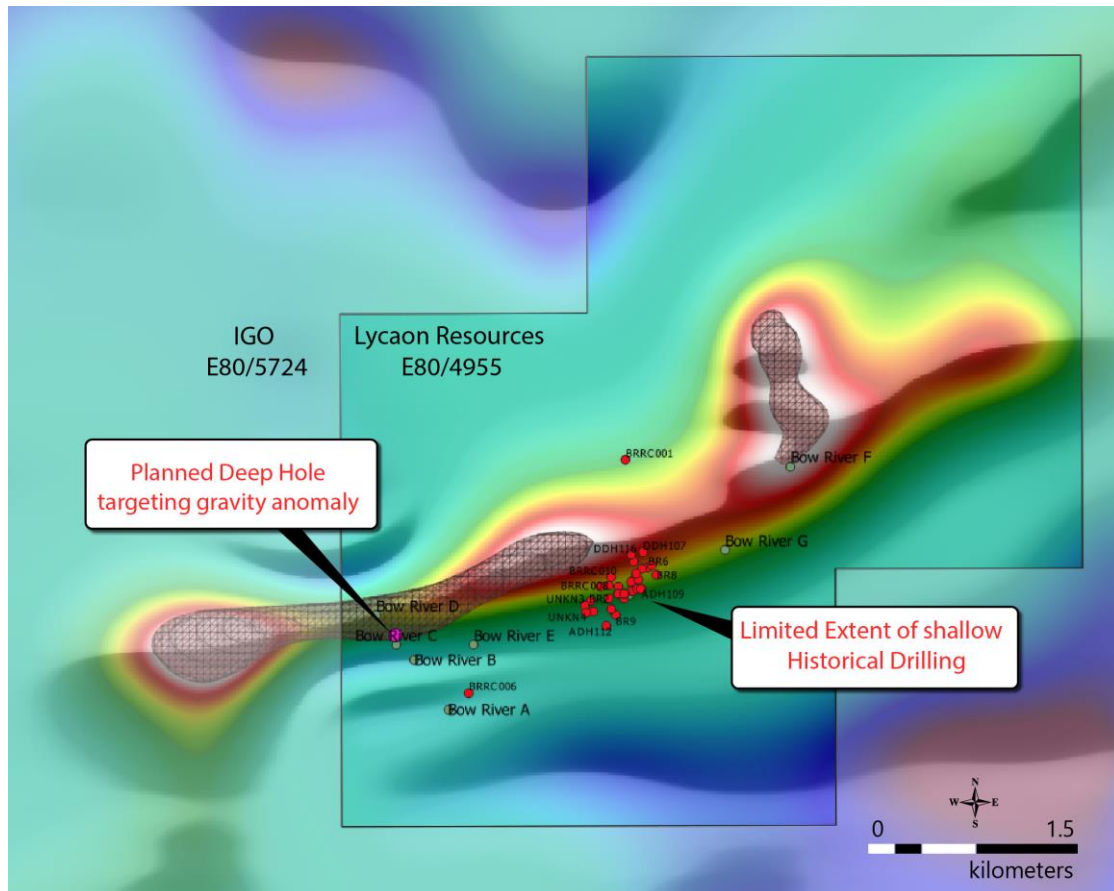 IGO
E80/5724
Lycaon Resources
E80/4955
Planned Deep Hole
targeting gravity anomaly
BRRC001
Bow River F
Bow River G
DDH116
DDH107
BR6
BRRC010
BR8
ADH109
UNKN3
BR2
UNKN4
BR9
ADH112
Bow River D
Bow River C
Bow River E
Bow River B
BRRC006
Bow River A
Limited Extent of shallow
Historical Drilling
N
W E
S
0 1.5
kilometers